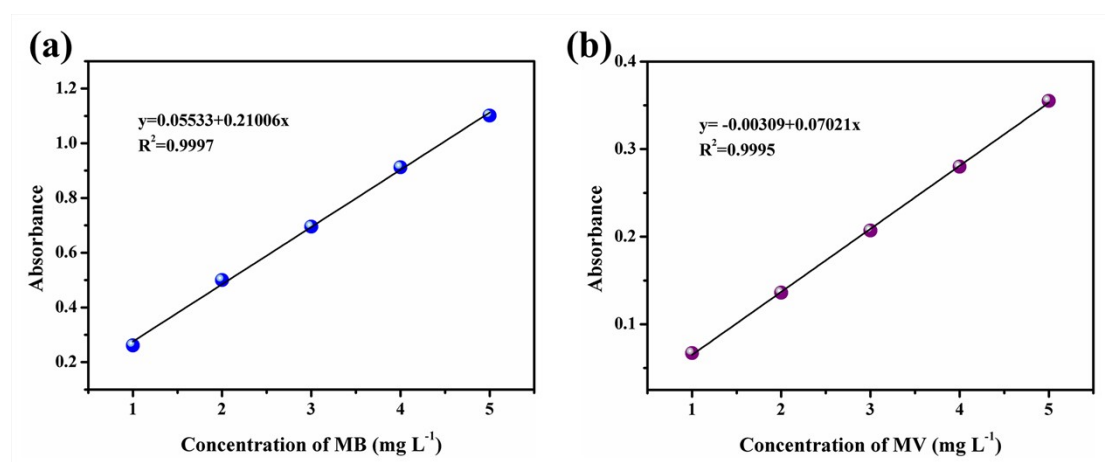 (a)
1.2
1.0
0.8
0.6
0.4
0.2
Absorbance
y=0.05533+0.21006x
R²=0.9997
1 2 3 4 5
Concentration of MB (mg L⁻¹)
(b)
0.4
0.3
0.2
0.1
Absorbance
y= -0.00309+0.07021x
R²=0.9995
1 2 3 4 5
Concentration of MV (mg L⁻¹)